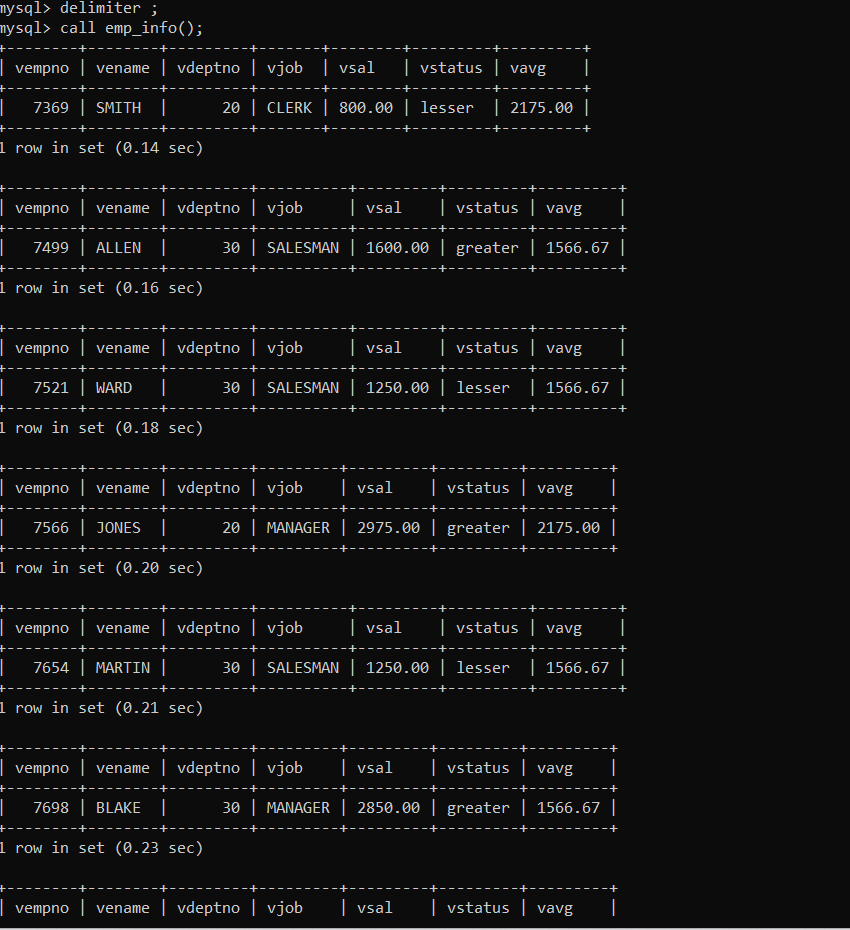 mysql> delimiter ;
mysql> call emp_info();
+--------+--------+---------+-------+--------+---------+---------+
| vempno | vename | vdeptno | vjob  | vsal   | vstatus | vavg    |
+--------+--------+---------+-------+--------+---------+---------+
|   7369 | SMITH  |      20 | CLERK | 800.00 | lesser  | 2175.00 |
+--------+--------+---------+-------+--------+---------+---------+
1 row in set (0.14 sec)

+--------+--------+---------+----------+---------+---------+---------+
| vempno | vename | vdeptno | vjob     | vsal    | vstatus | vavg    |
+--------+--------+---------+----------+---------+---------+---------+
|   7499 | ALLEN  |      30 | SALESMAN | 1600.00 | greater | 1566.67 |
+--------+--------+---------+----------+---------+---------+---------+
1 row in set (0.16 sec)

+--------+--------+---------+----------+---------+---------+---------+
| vempno | vename | vdeptno | vjob     | vsal    | vstatus | vavg    |
+--------+--------+---------+----------+---------+---------+---------+
|   7521 | WARD   |      30 | SALESMAN | 1250.00 | lesser  | 1566.67 |
+--------+--------+---------+----------+---------+---------+---------+
1 row in set (0.18 sec)

+--------+--------+---------+---------+---------+---------+---------+
| vempno | vename | vdeptno | vjob    | vsal    | vstatus | vavg    |
+--------+--------+---------+---------+---------+---------+---------+
|   7566 | JONES  |      20 | MANAGER | 2975.00 | greater | 2175.00 |
+--------+--------+---------+---------+---------+---------+---------+
1 row in set (0.20 sec)

+--------+--------+---------+----------+---------+---------+---------+
| vempno | vename | vdeptno | vjob     | vsal    | vstatus | vavg    |
+--------+--------+---------+----------+---------+---------+---------+
|   7654 | MARTIN |      30 | SALESMAN | 1250.00 | lesser  | 1566.67 |
+--------+--------+---------+----------+---------+---------+---------+
1 row in set (0.21 sec)

+--------+--------+---------+---------+---------+---------+---------+
| vempno | vename | vdeptno | vjob    | vsal    | vstatus | vavg    |
+--------+--------+---------+---------+---------+---------+---------+
|   7698 | BLAKE  |      30 | MANAGER | 2850.00 | greater | 1566.67 |
+--------+--------+---------+---------+---------+---------+---------+
1 row in set (0.23 sec)

+--------+--------+---------+---------+---------+---------+---------+
| vempno | vename | vdeptno | vjob    | vsal    | vstatus | vavg    |